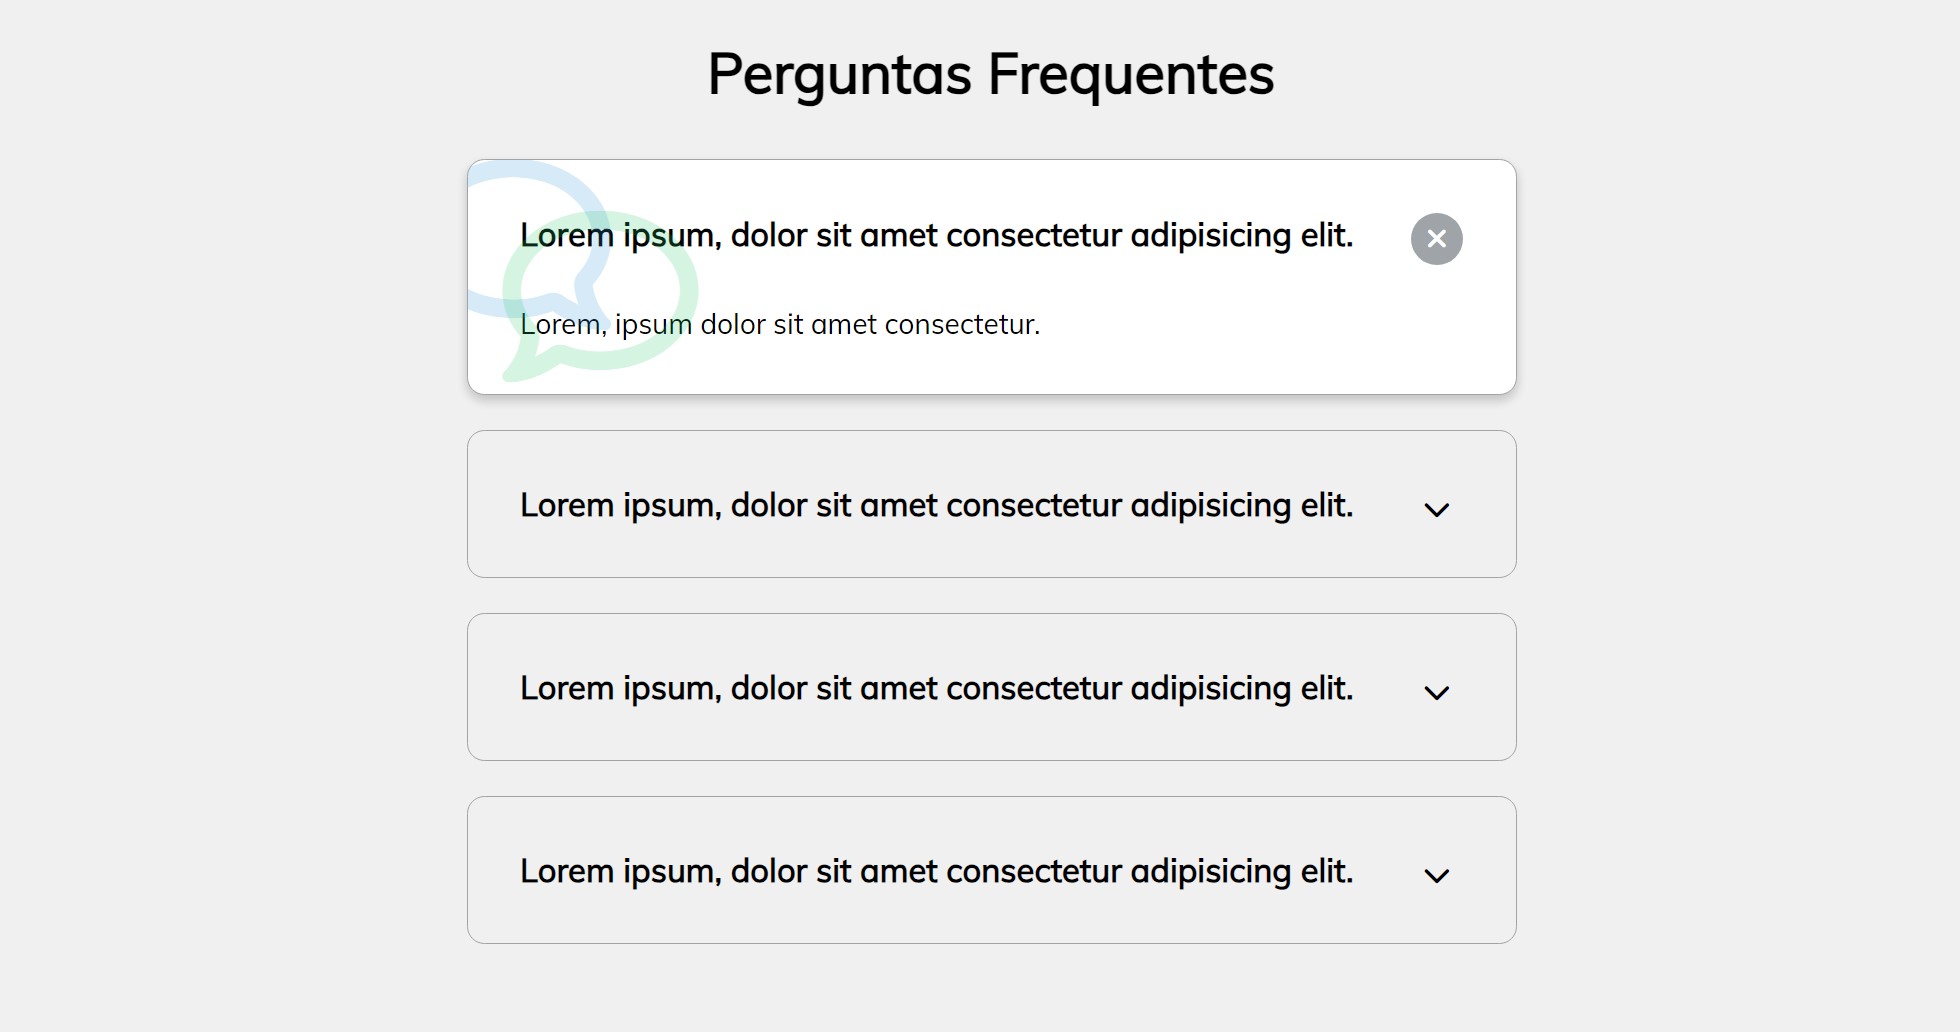 Perguntas Frequentes
Lorem ipsum, dolor sit amet consectetur adipisicing elit.
Lorem, ipsum dolor sit amet consectetur.
Lorem ipsum, dolor sit amet consectetur adipisicing elit.
Lorem ipsum, dolor sit amet consectetur adipisicing elit.
Lorem ipsum, dolor sit amet consectetur adipisicing elit.